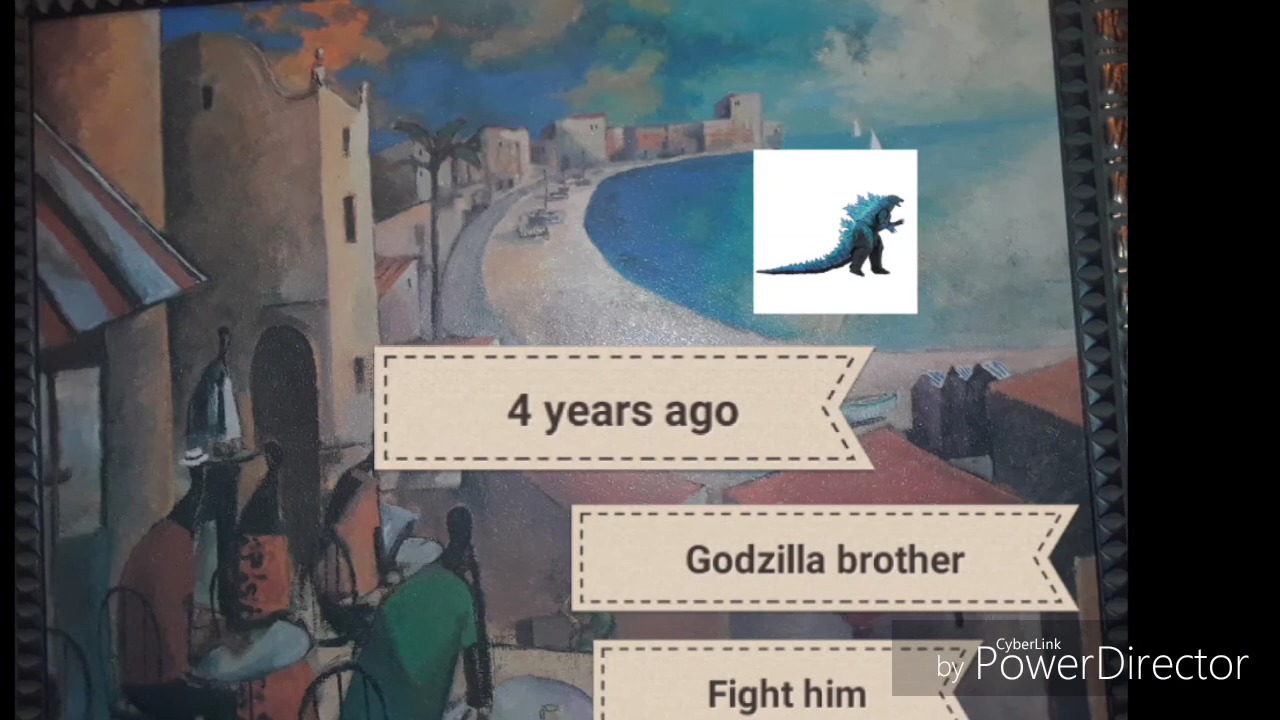 4 years ago
Godzilla brother
Fight him
CyberLink
by PowerDirector